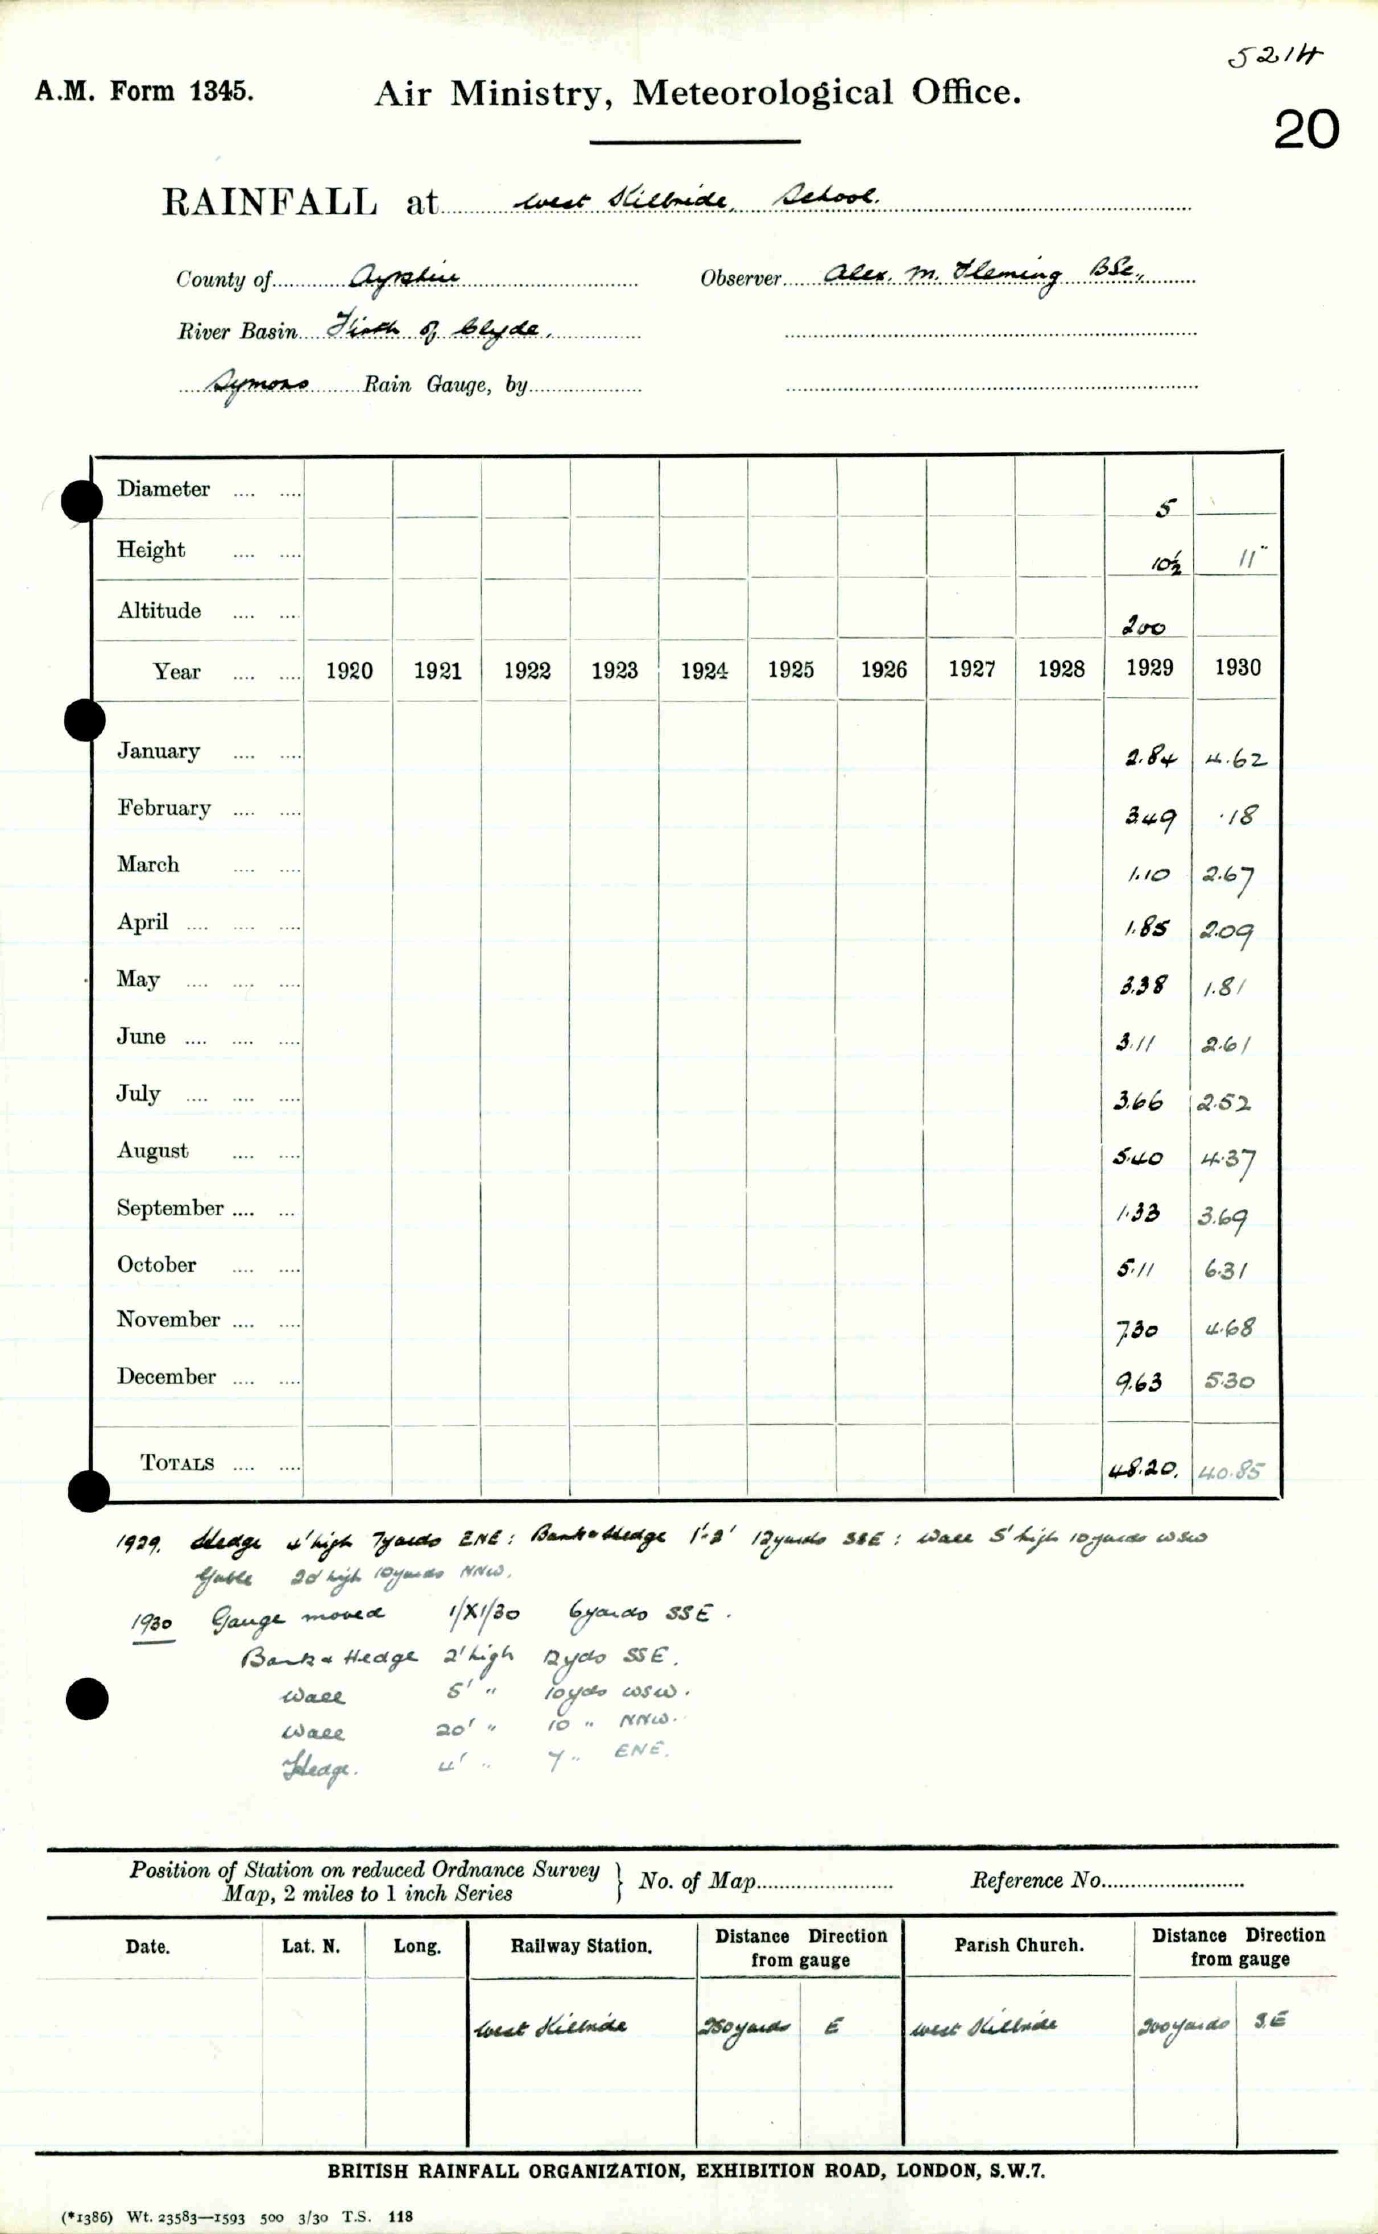 5214
A.M. Form 1345.
Air Ministry, Meteorological Office.
20
RAINFALL at West Kilbride, School.
County of Ayrshire Observer Alex. M. Fleming BSc.,
River Basin Firth of Clyde.
Symons Rain Gauge, by
Diameter 5
Height 10½ 11"
Altitude 200
Year 1920 1921 1922 1923 1924 1925 1926 1927 1928 1929 1930
January 2.84 4.62
February 3.49 .18
March 1.10 2.67
April 1.85 2.09
May 3.38 1.81
June 3.11 2.61
July 3.66 2.52
August 5.40 4.37
September 1.33 3.69
October 5.11 6.31
November 7.30 4.68
December 9.63 5.30
TOTALS 48.20. 40.85
1929. Hedge 4' high 7yards ENE: Bank & Hedge 1'-2' 12yards SSE: Wall 5' high 10yards WSW
Gable 20' high 10yards NNW.
1930 Gauge moved 1/XI/30 6yards SSE.
Bank & Hedge 2' high 12yds SSE.
Wall 5' " 10yds WSW.
Wall 20' " 10 " NNW.
Hedge. 4' " 7 " ENE.
Position of Station on reduced Ordnance Survey
Map, 2 miles to 1 inch Series } No. of Map Reference No.
Date. Lat. N. Long. Railway Station. Distance Direction from gauge Parish Church. Distance Direction from gauge
West Kilbride 250yards E West Kilbride 200yards SE
BRITISH RAINFALL ORGANIZATION, EXHIBITION ROAD, LONDON, S.W.7.
(*1386) Wt. 23583—1593 500 3/30 T.S. 118